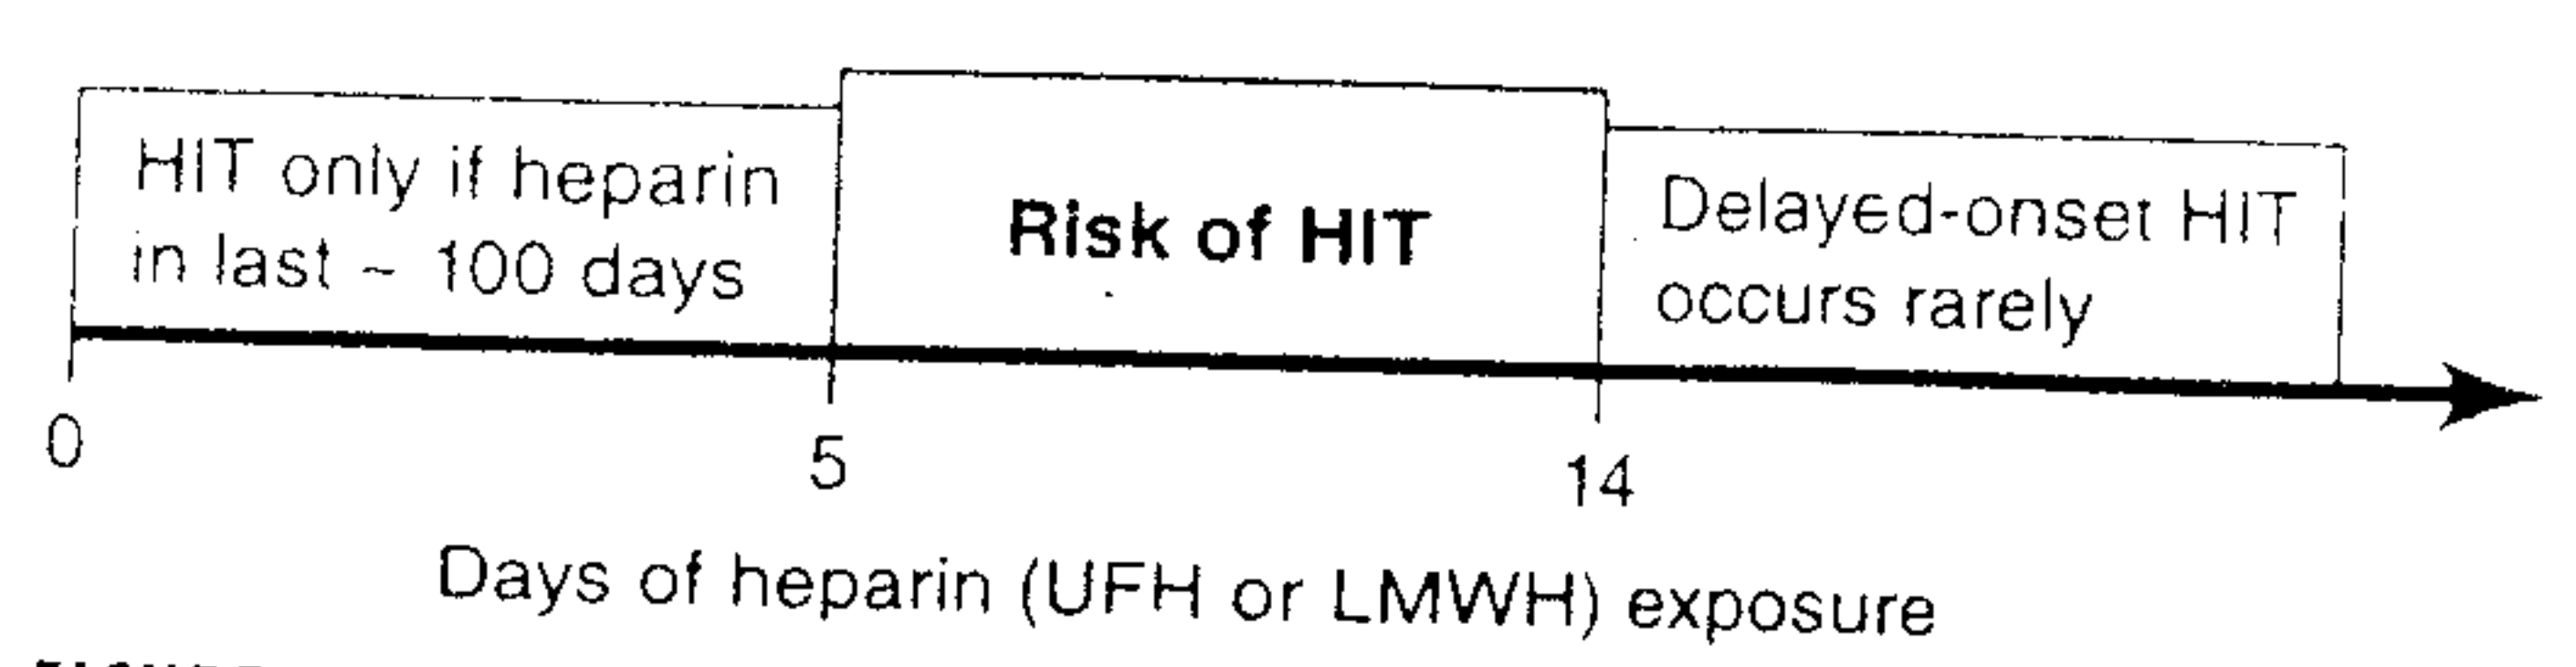 HIT only if heparin
in last ~ 100 days
Risk of HIT
Delayed-onset HIT
occurs rarely
0
5
14
Days of heparin (UFH or LMWH) exposure